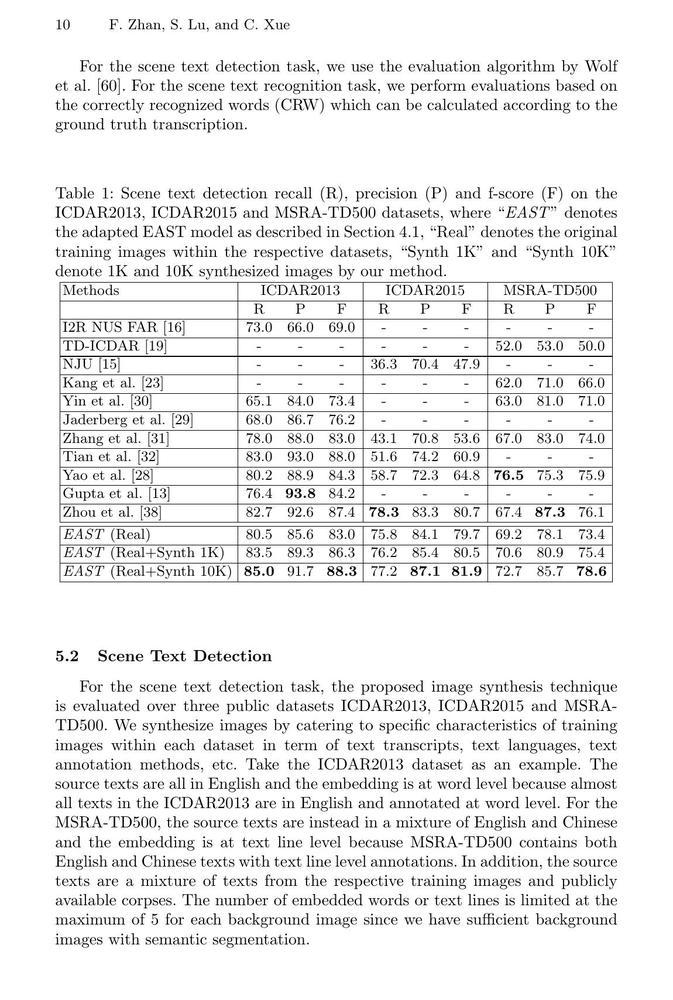 10 F. Zhan, S. Lu, and C. Xue
For the scene text detection task, we use the evaluation algorithm by Wolf
et al. [60]. For the scene text recognition task, we perform evaluations based on
the correctly recognized words (CRW) which can be calculated according to the
ground truth transcription.
Table 1: Scene text detection recall (R), precision (P) and f-score (F) on the
ICDAR2013, ICDAR2015 and MSRA-TD500 datasets, where “EAST” denotes
the adapted EAST model as described in Section 4.1, “Real” denotes the original
training images within the respective datasets, “Synth 1K” and “Synth 10K”
denote 1K and 10K synthesized images by our method.
Methods ICDAR2013 ICDAR2015 MSRA-TD500
R P F R P F R P F
I2R NUS FAR [16] 73.0 66.0 69.0 - - - - - -
TD-ICDAR [19] - - - - - - 52.0 53.0 50.0
NJU [15] - - - 36.3 70.4 47.9 - - -
Kang et al. [23] - - - - - - 62.0 71.0 66.0
Yin et al. [30] 65.1 84.0 73.4 - - - 63.0 81.0 71.0
Jaderberg et al. [29] 68.0 86.7 76.2 - - - - - -
Zhang et al. [31] 78.0 88.0 83.0 43.1 70.8 53.6 67.0 83.0 74.0
Tian et al. [32] 83.0 93.0 88.0 51.6 74.2 60.9 - - -
Yao et al. [28] 80.2 88.9 84.3 58.7 72.3 64.8 76.5 75.3 75.9
Gupta et al. [13] 76.4 93.8 84.2 - - - - - -
Zhou et al. [38] 82.7 92.6 87.4 78.3 83.3 80.7 67.4 87.3 76.1
EAST (Real) 80.5 85.6 83.0 75.8 84.1 79.7 69.2 78.1 73.4
EAST (Real+Synth 1K) 83.5 89.3 86.3 76.2 85.4 80.5 70.6 80.9 75.4
EAST (Real+Synth 10K) 85.0 91.7 88.3 77.2 87.1 81.9 72.7 85.7 78.6
5.2 Scene Text Detection
For the scene text detection task, the proposed image synthesis technique
is evaluated over three public datasets ICDAR2013, ICDAR2015 and MSRA-
TD500. We synthesize images by catering to specific characteristics of training
images within each dataset in term of text transcripts, text languages, text
annotation methods, etc. Take the ICDAR2013 dataset as an example. The
source texts are all in English and the embedding is at word level because almost
all texts in the ICDAR2013 are in English and annotated at word level. For the
MSRA-TD500, the source texts are instead in a mixture of English and Chinese
and the embedding is at text line level because MSRA-TD500 contains both
English and Chinese texts with text line level annotations. In addition, the source
texts are a mixture of texts from the respective training images and publicly
available corpses. The number of embedded words or text lines is limited at the
maximum of 5 for each background image since we have sufficient background
images with semantic segmentation.